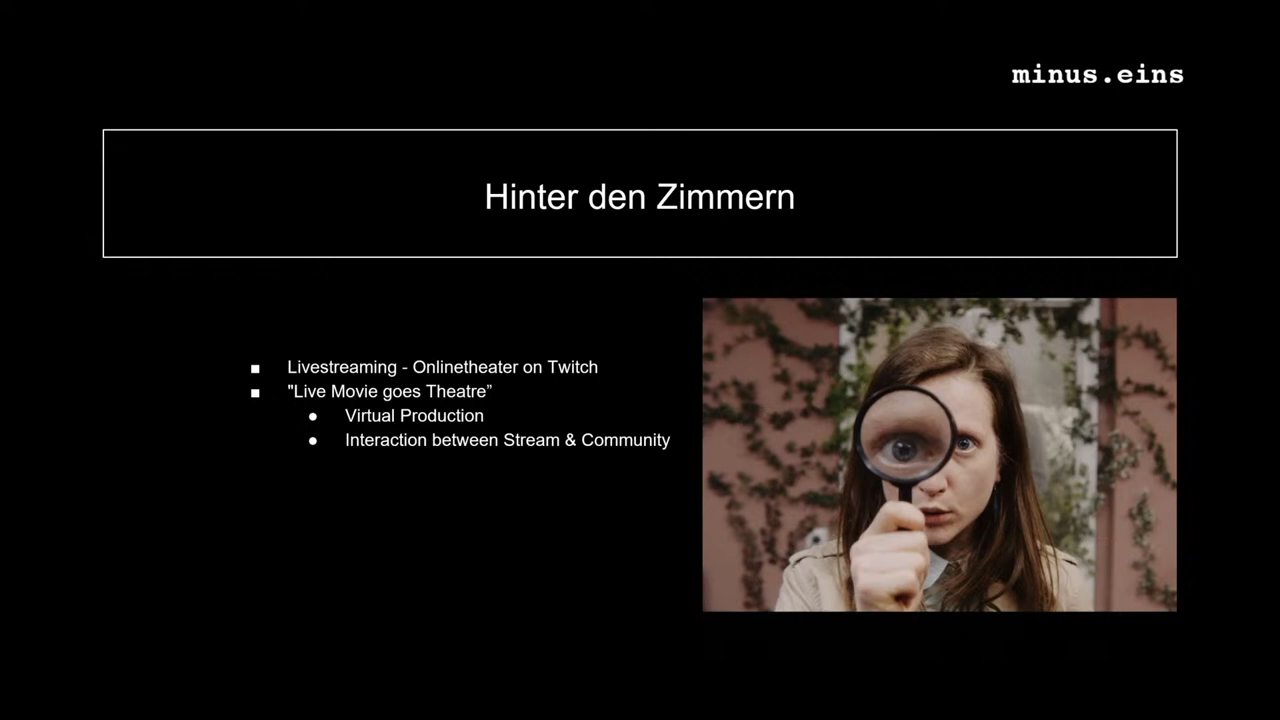 minus.eins
Hinter den Zimmern
■ Livestreaming - Onlinetheater on Twitch
■ "Live Movie goes Theatre”
● Virtual Production
● Interaction between Stream & Community